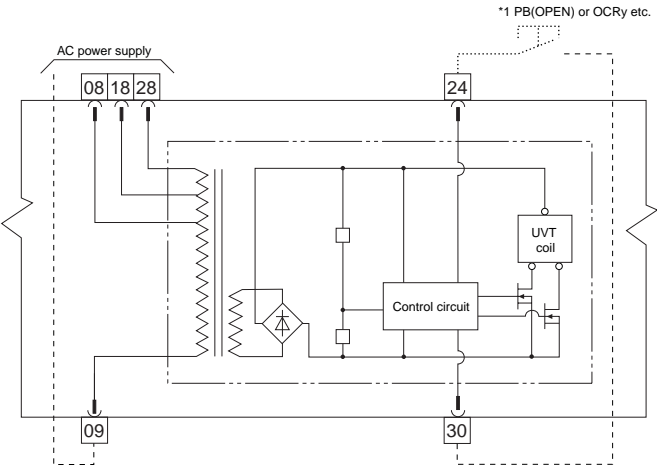 *1 PB(OPEN) or OCRy etc.
AC power supply
08 18 28
24
UVT
coil
Control circuit
09
30